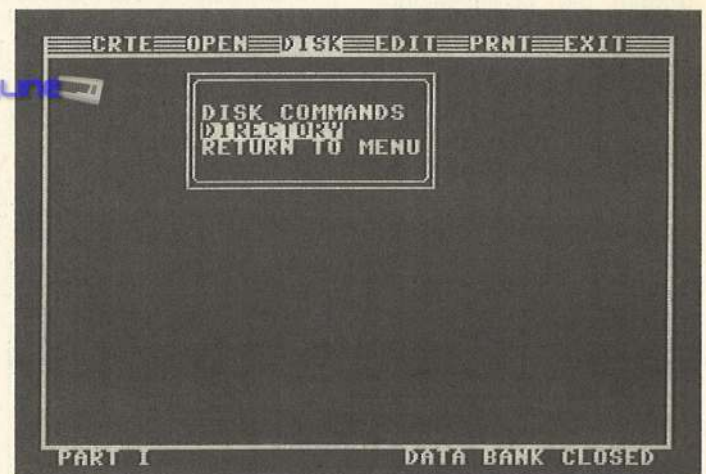 CRTE OPEN DISK EDIT PRNT EXIT
DISK COMMANDS
DIRECTORY
RETURN TO MENU
PART I
DATA BANK CLOSED